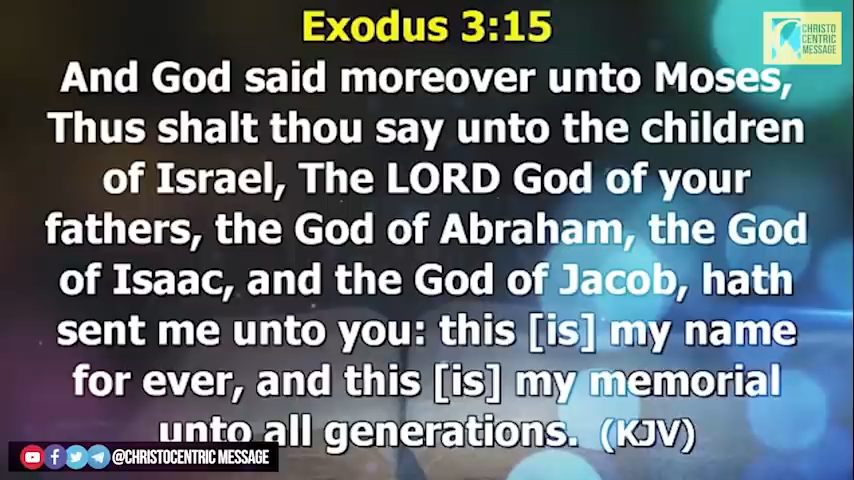 Exodus 3:15
CHRISTO
CENTRIC
MESSAGE
And God said moreover unto Moses,
Thus shalt thou say unto the children
of Israel, The LORD God of your
fathers, the God of Abraham, the God
of Isaac, and the God of Jacob, hath
sent me unto you: this [is] my name
for ever, and this [is] my memorial
unto all generations. (KJV)
@CHRISTOCENTRIC MESSAGE